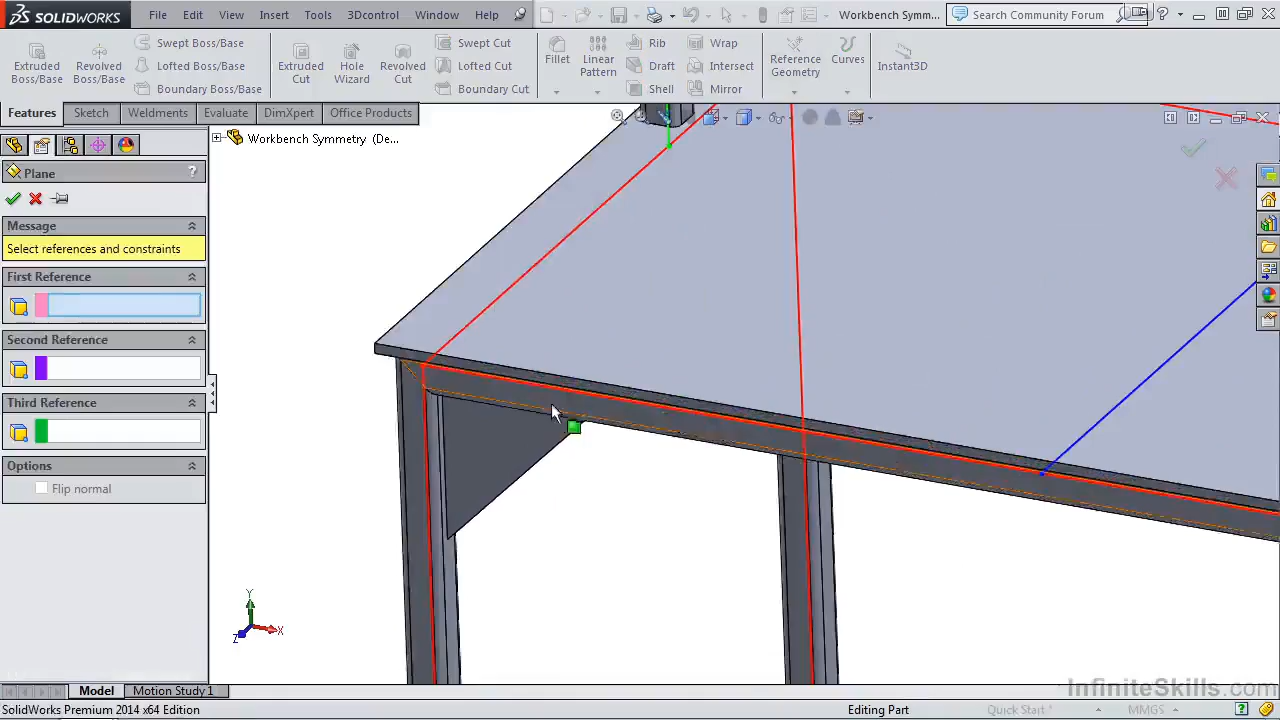 SOLIDWORKS File Edit View Insert Tools 3Dcontrol Window Help Workbench Symm... Search Community Forum
Extruded Boss/Base
Revolved Boss/Base
Swept Boss/Base
Lofted Boss/Base
Boundary Boss/Base
Extruded Cut
Hole Wizard
Revolved Cut
Swept Cut
Lofted Cut
Boundary Cut
Fillet
Linear Pattern
Rib
Draft
Shell
Wrap
Intersect
Mirror
Reference Geometry
Curves
Instant3D
Features Sketch Weldments Evaluate DimXpert Office Products
Workbench Symmetry (De...
Plane ?
Message
Select references and constraints
First Reference
Second Reference
Third Reference
Options
Flip normal
Y
X
Z
Model Motion Study 1
InfiniteSkills.com
SolidWorks Premium 2014 x64 Edition Editing Part Quick Start * MMGS